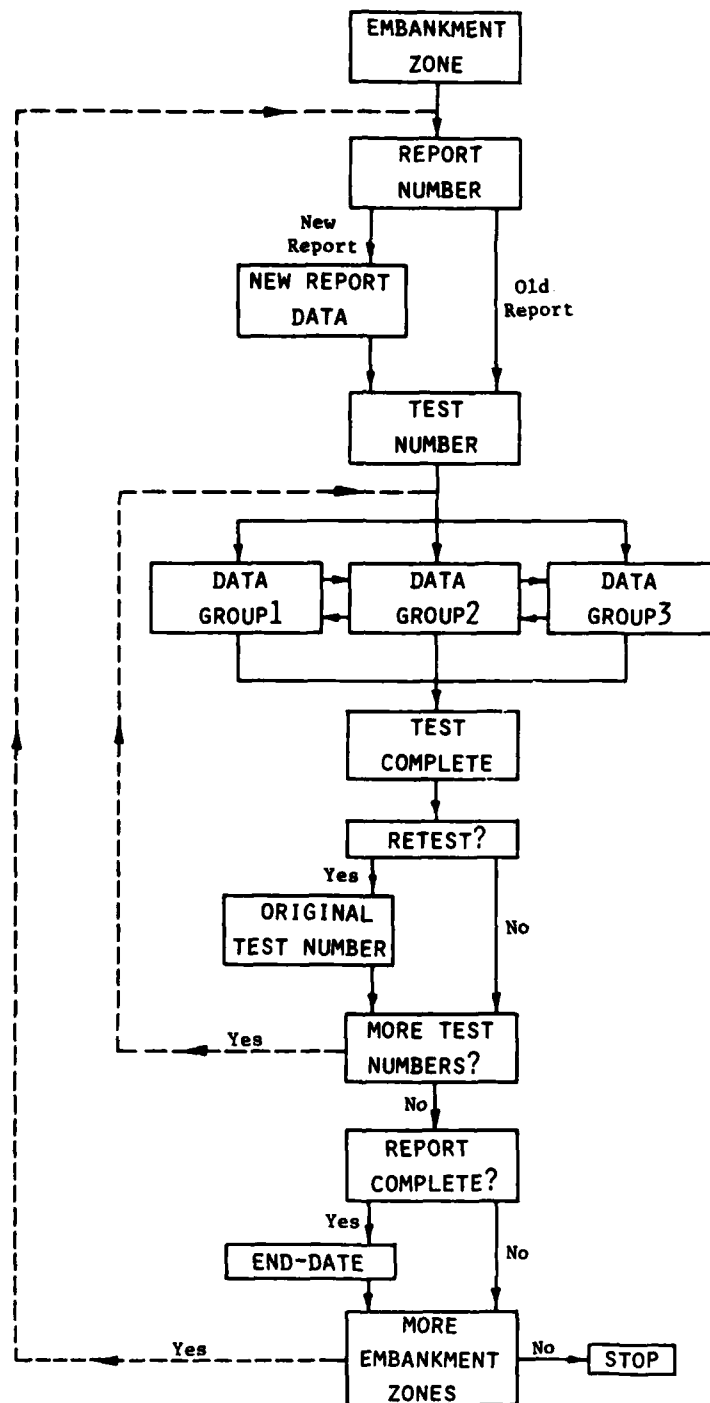 EMBANKMENT
ZONE
REPORT
NUMBER
New
Report
NEW REPORT
DATA
Old
Report
TEST
NUMBER
DATA
GROUP1
DATA
GROUP2
DATA
GROUP3
TEST
COMPLETE
RETEST?
Yes
ORIGINAL
TEST NUMBER
No
MORE TEST
NUMBERS?
Yes
No
REPORT
COMPLETE?
Yes
END-DATE
No
MORE
EMBANKMENT
ZONES
Yes
No
STOP